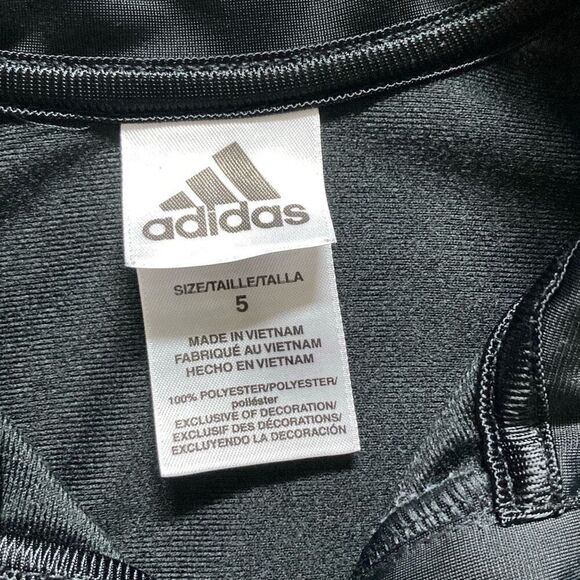 adidas
SIZE/TAILLE/TALLA
5
MADE IN VIETNAM
FABRIQUÉ AU VIETNAM
HECHO EN VIETNAM
100% POLYESTER/POLYESTER/
poliéster
EXCLUSIVE OF DECORATION/
EXCLUSIF DES DÉCORATION/
EXCLUYENDO LA DECORACIÓN